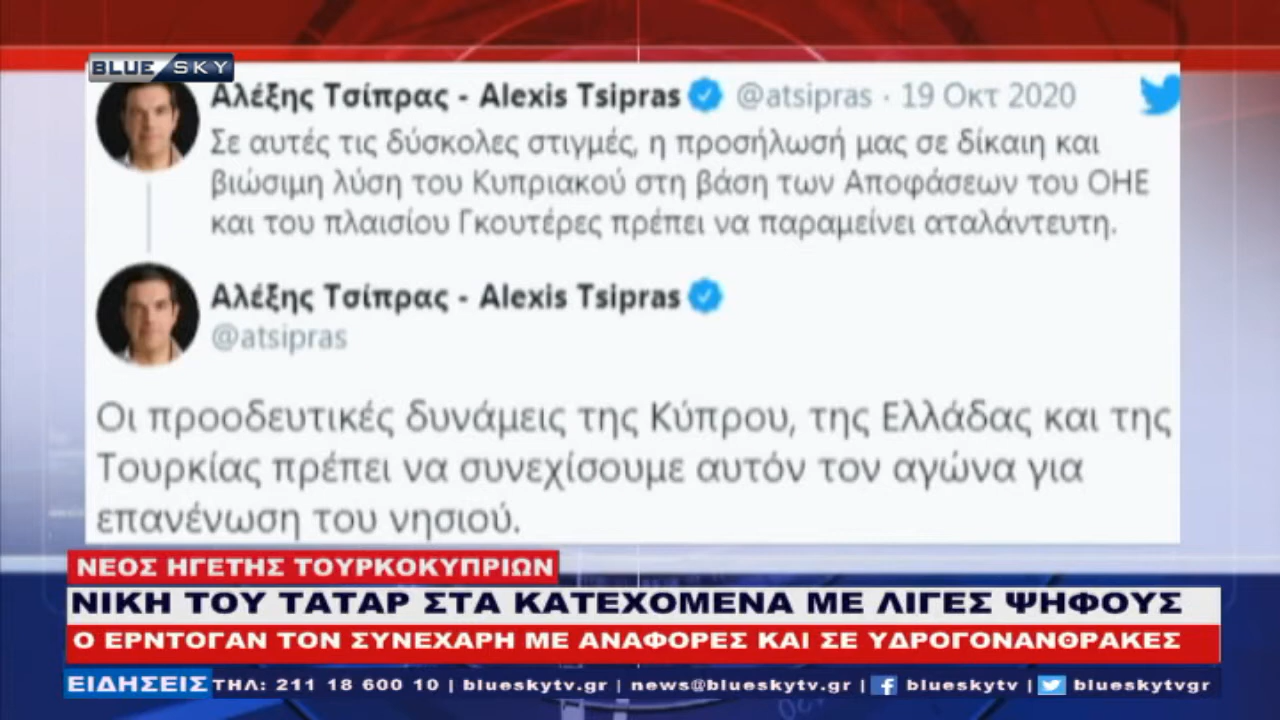 BLUE SKY
Αλέξης Τσίπρας - Alexis Tsipras @atsipras · 19 Οκτ 2020
Σε αυτές τις δύσκολες στιγμές, η προσήλωσή μας σε δίκαιη και
βιώσιμη λύση του Κυπριακού στη βάση των Αποφάσεων του ΟΗΕ
και του πλαισίου Γκουτέρες πρέπει να παραμείνει αταλάντευτη.
Αλέξης Τσίπρας - Alexis Tsipras
@atsipras
Οι προοδευτικές δυνάμεις της Κύπρου, της Ελλάδας και της
Τουρκίας πρέπει να συνεχίσουμε αυτόν τον αγώνα για
επανένωση του νησιού.
ΝΕΟΣ ΗΓΕΤΗΣ ΤΟΥΡΚΟΚΥΠΡΙΩΝ
ΝΙΚΗ ΤΟΥ ΤΑΤΑΡ ΣΤΑ ΚΑΤΕΧΟΜΕΝΑ ΜΕ ΛΙΓΕΣ ΨΗΦΟΥΣ
Ο ΕΡΝΤΟΓΑΝ ΤΟΝ ΣΥΝΕΧΑΡΗ ΜΕ ΑΝΑΦΟΡΕΣ ΚΑΙ ΣΕ ΥΔΡΟΓΟΝΑΝΘΡΑΚΕΣ
ΕΙΔΗΣΕΙΣ ΤΗΛ: 211 18 600 10 | blueskytv.gr | news@blueskytv.gr | blueskytv | blueskytvgr